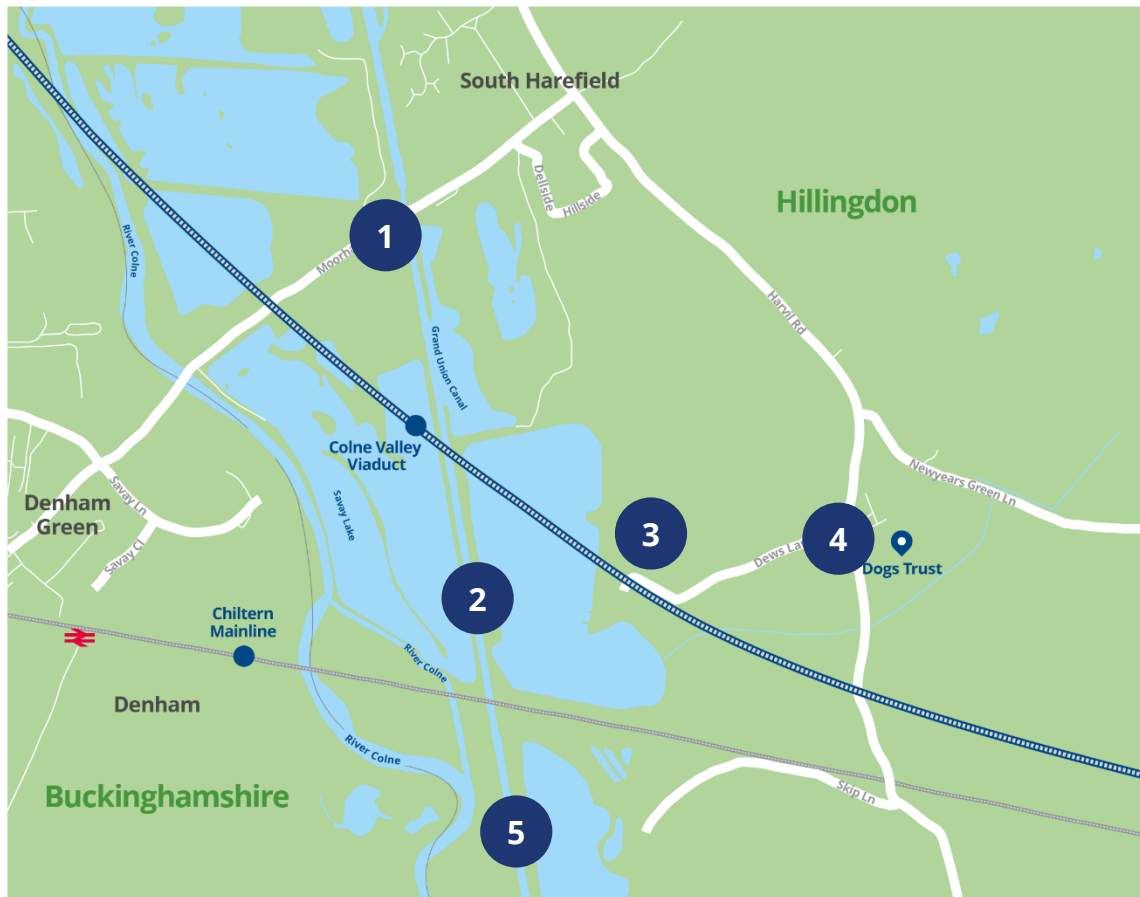 South Harefield
Dellside
Hillside
Hillingdon
River Colne
1
Moorh
Harvil Rd
Grand Union Canal
Colne Valley
Viaduct
Newyears Green Ln
Savay Ln
Denham
Green
Savay Lake
3
4
Dews La
Dogs Trust
Savay Cl
2
Chiltern
Mainline
River Colne
Denham
River Colne
Skip Ln
Buckinghamshire
5